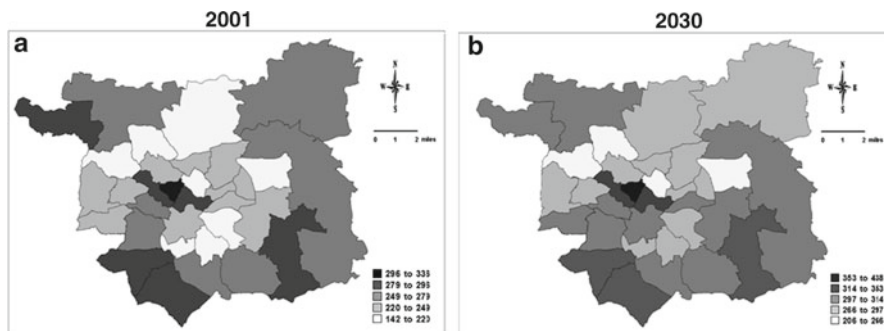 2001
2030
a
N
W E
S
0 1 2 miles
296 to 335
279 to 296
249 to 279
220 to 249
142 to 220
b
N
W E
S
0 1 2 miles
353 to 438
314 to 353
297 to 314
266 to 297
206 to 266